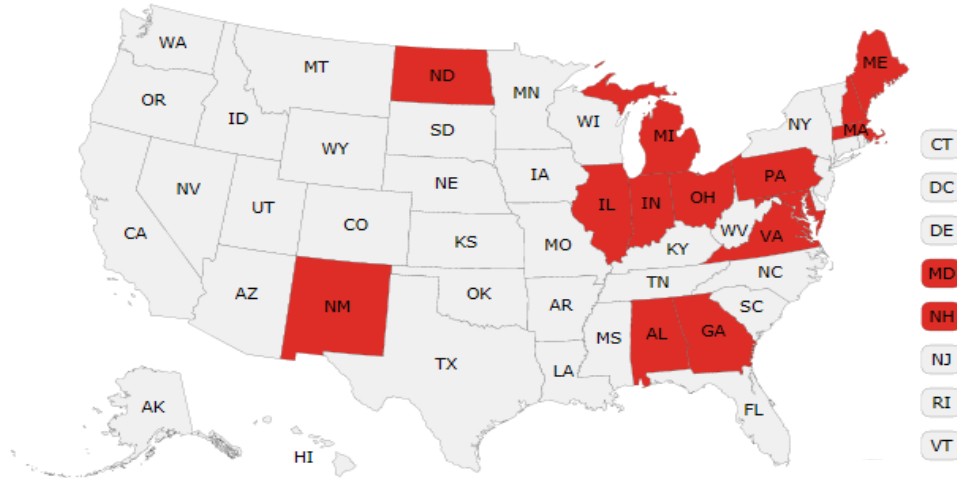 WA
MT
ND
MN
ME
OR
ID
SD
WI
MI
NY
MA
WY
CT
NV
NE
IA
PA
DC
UT
CO
IL
IN
OH
CA
KS
MO
KY
WV
VA
DE
AZ
NM
OK
AR
TN
NC
MD
TX
LA
MS
AL
GA
SC
NH
AK
HI
FL
NJ
RI
VT